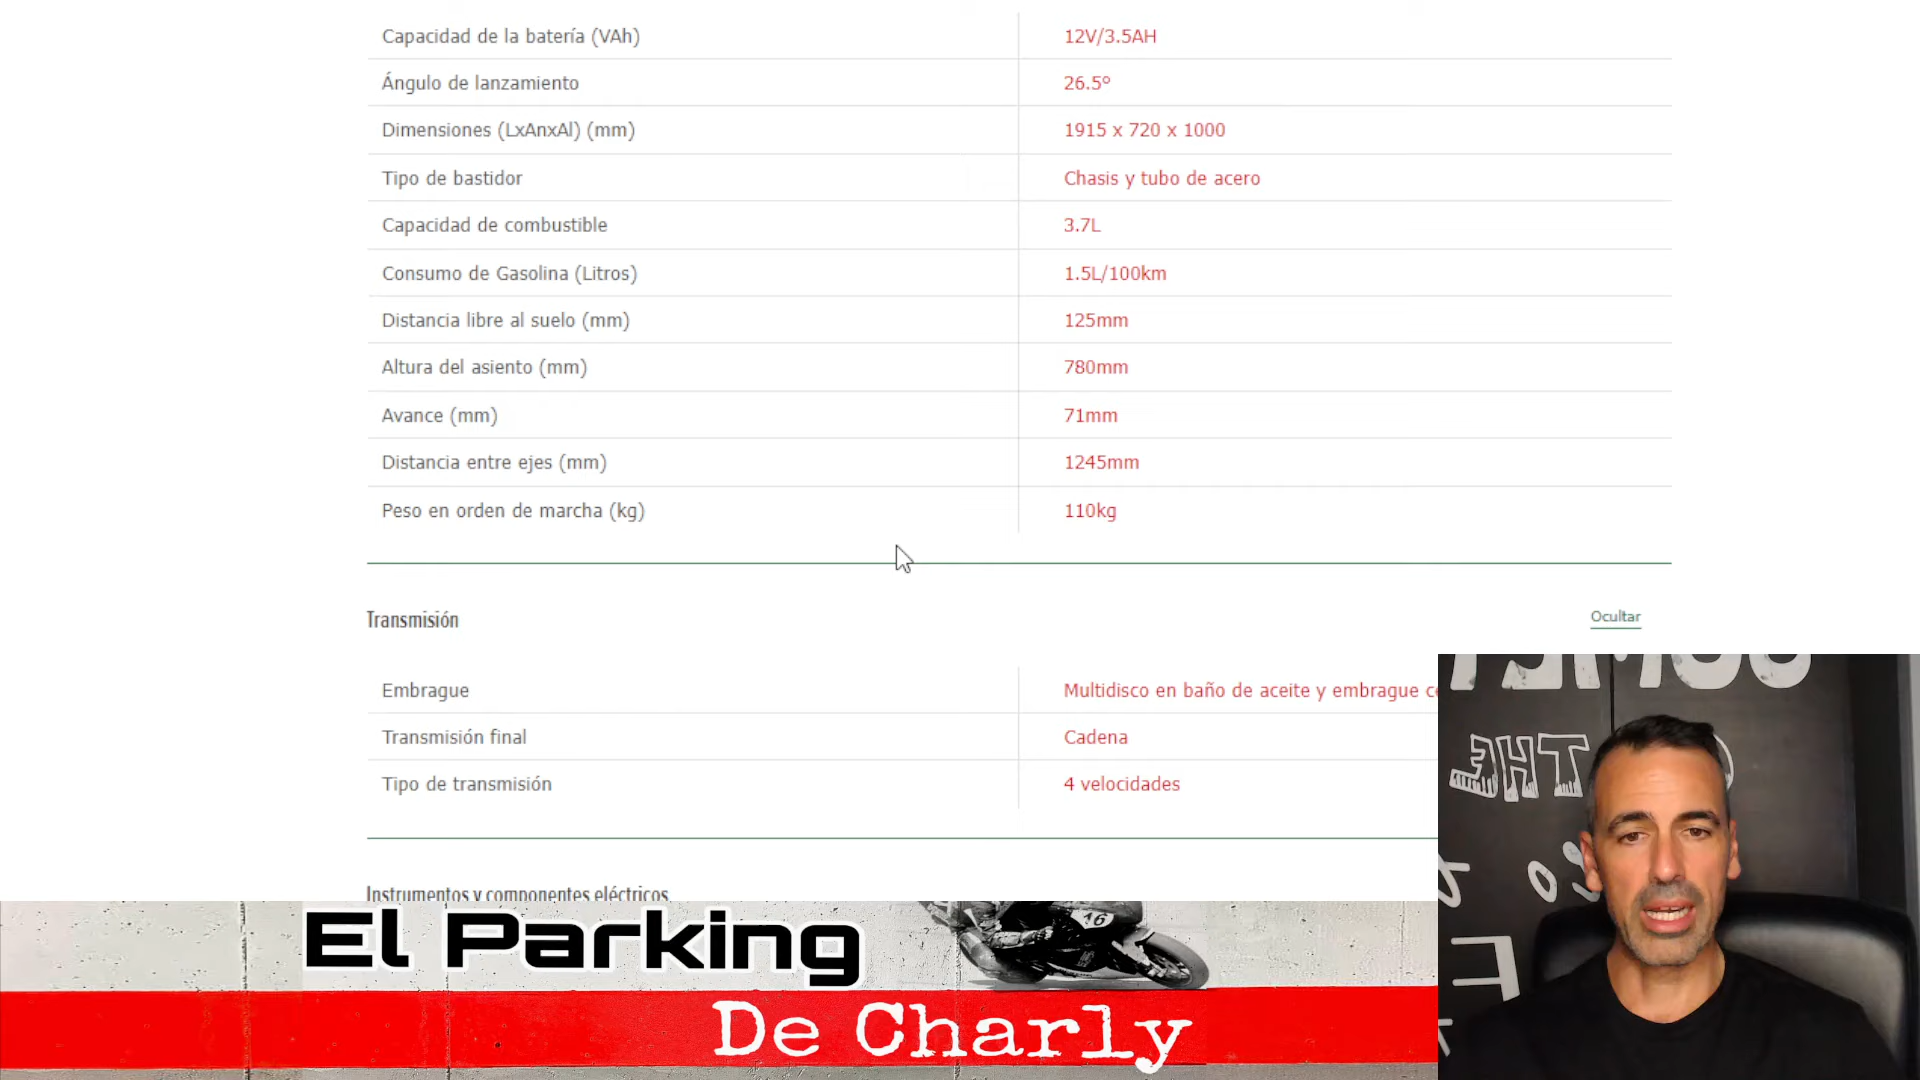 Capacidad de la batería (VAh) 12V/3.5AH
Ángulo de lanzamiento 26.5º
Dimensiones (LxAnxAl) (mm) 1915 x 720 x 1000
Tipo de bastidor Chasis y tubo de acero
Capacidad de combustible 3.7L
Consumo de Gasolina (Litros) 1.5L/100km
Distancia libre al suelo (mm) 125mm
Altura del asiento (mm) 780mm
Avance (mm) 71mm
Distancia entre ejes (mm) 1245mm
Peso en orden de marcha (kg) 110kg
Transmisión Ocultar
Embrague Multidisco en baño de aceite y embrague
Transmisión final Cadena
Tipo de transmisión 4 velocidades
Instrumentos y componentes eléctricos
THE
16
El Parking
De Charly